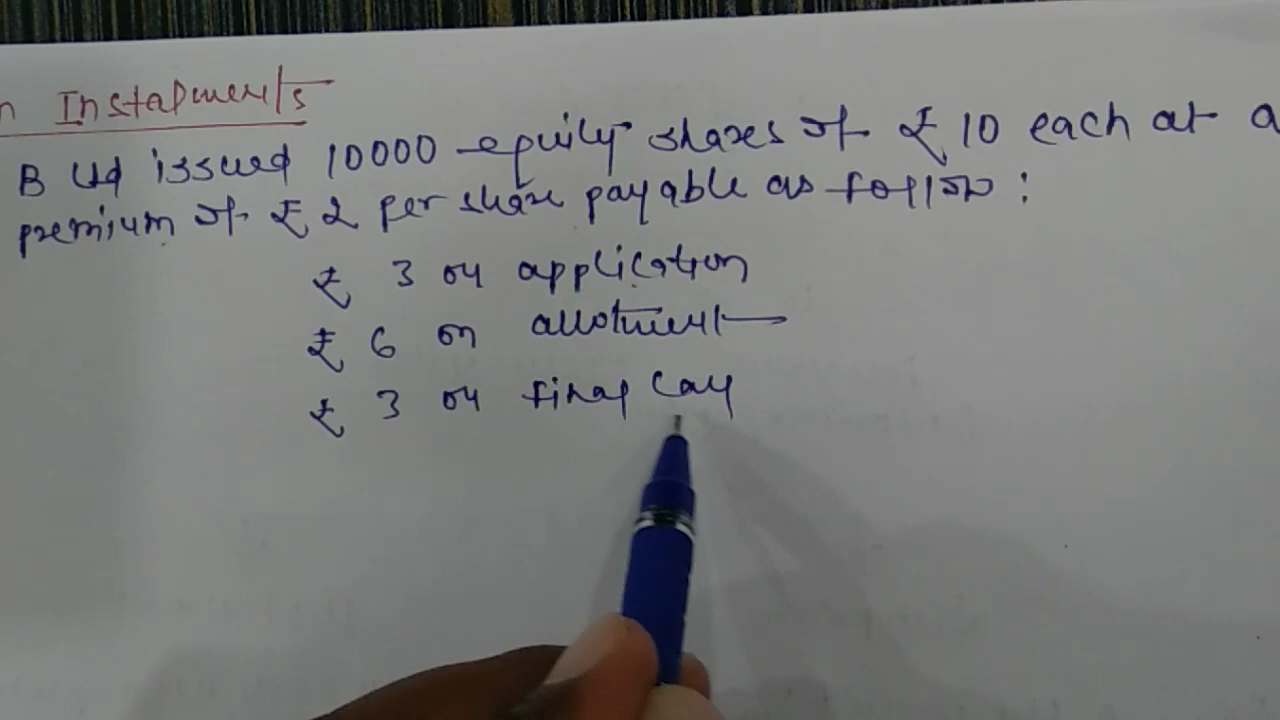 n Instalments
B Ltd issued 10000 equity shares of ₹ 10 each at a
premium of ₹ 2 per share payable as follow :
₹ 3 on application
₹ 6 on allotment
₹ 3 on final call